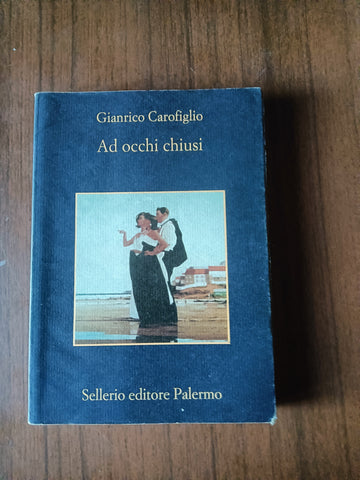 Gianrico Carofiglio
Ad occhi chiusi
Sellerio editore Palermo